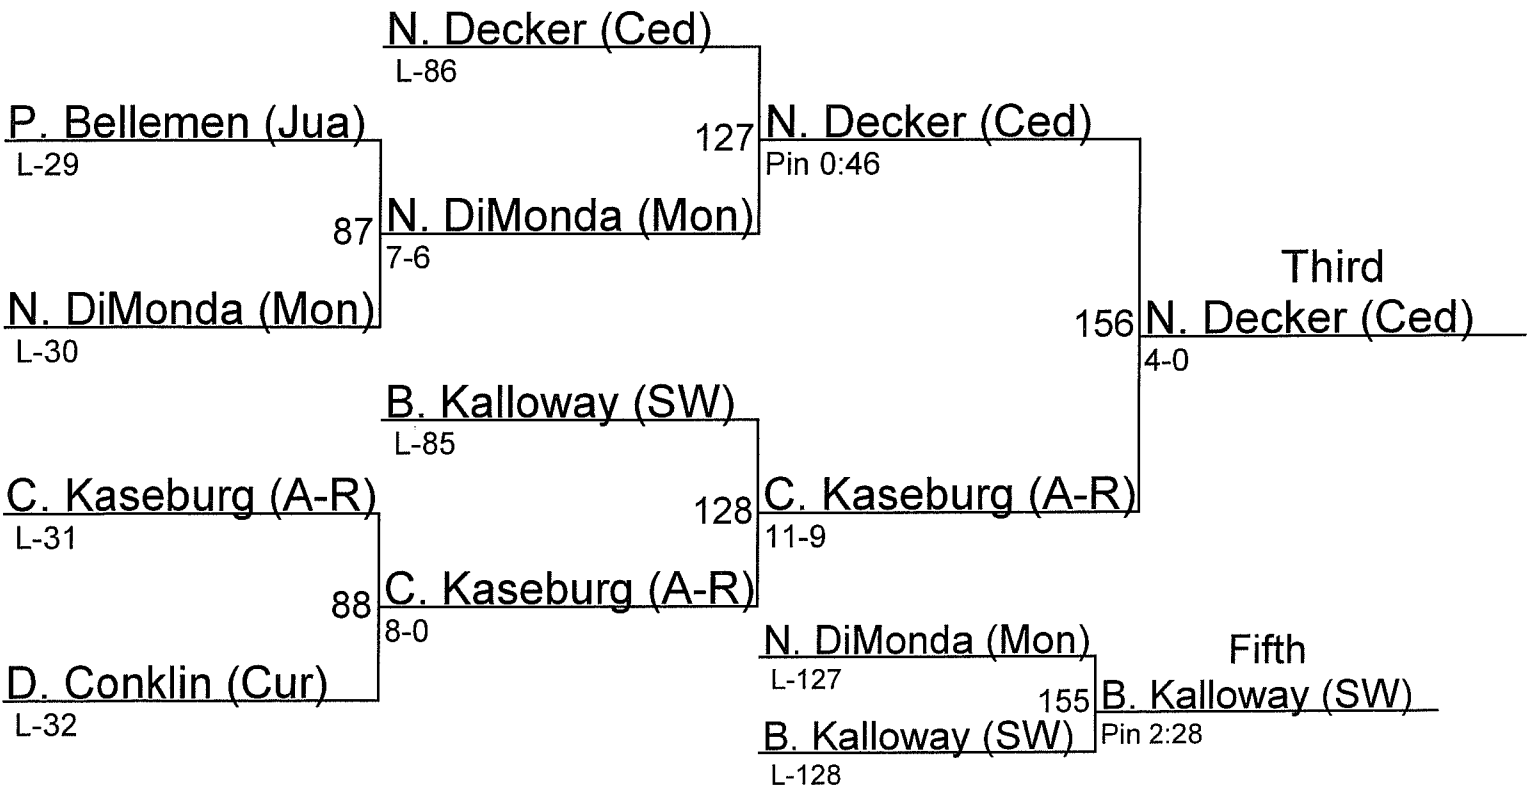 N. Decker (Ced)
L-86
P. Bellemen (Jua)
L-29
127
N. Decker (Ced)
Pin 0:46
87
N. DiMonda (Mon)
7-6
N. DiMonda (Mon)
L-30
Third
156
N. Decker (Ced)
4-0
B. Kalloway (SW)
L-85
C. Kaseburg (A-R)
L-31
128
C. Kaseburg (A-R)
11-9
88
C. Kaseburg (A-R)
8-0
D. Conklin (Cur)
L-32
N. DiMonda (Mon)
L-127
Fifth
155
B. Kalloway (SW)
Pin 2:28
B. Kalloway (SW)
L-128